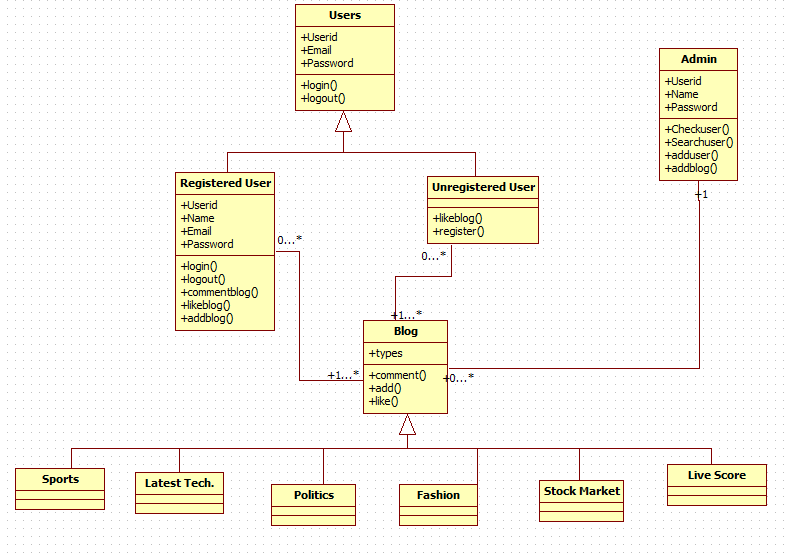 Users
+Userid
+Email
+Password
+login()
+logout()
Admin
+Userid
+Name
+Password
+Checkuser()
+Searchuser()
+adduser()
+addblog()
+1
Registered User
+Userid
+Name
+Email
+Password
+login()
+logout()
+commentblog()
+likeblog()
+addblog()
0...*
Unregistered User
+likeblog()
+register()
0...*
+1...*
Blog
+types
+comment()
+add()
+like()
+1...*
+0...*
Sports
Latest Tech.
Politics
Fashion
Stock Market
Live Score